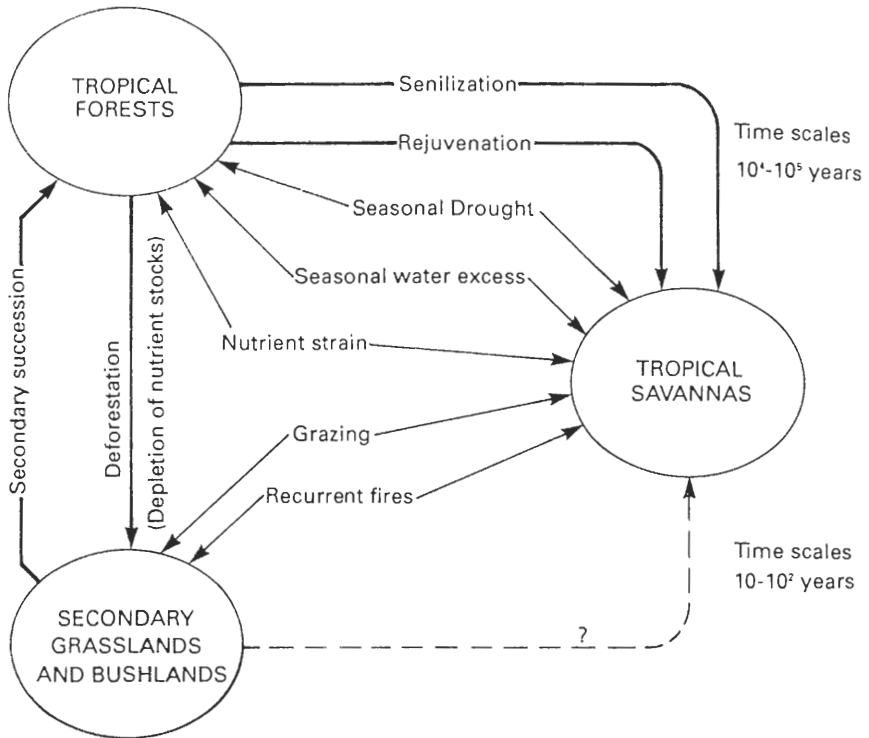 TROPICAL
FORESTS
Senilization
Rejuvenation
Time scales
10⁴-10⁵ years
Seasonal Drought
Seasonal water excess
Nutrient strain
TROPICAL
SAVANNAS
Secondary succession
Deforestation
(Depletion of nutrient stocks)
Grazing
Recurrent fires
Time scales
10-10² years
SECONDARY
GRASSLANDS
AND BUSHLANDS
?